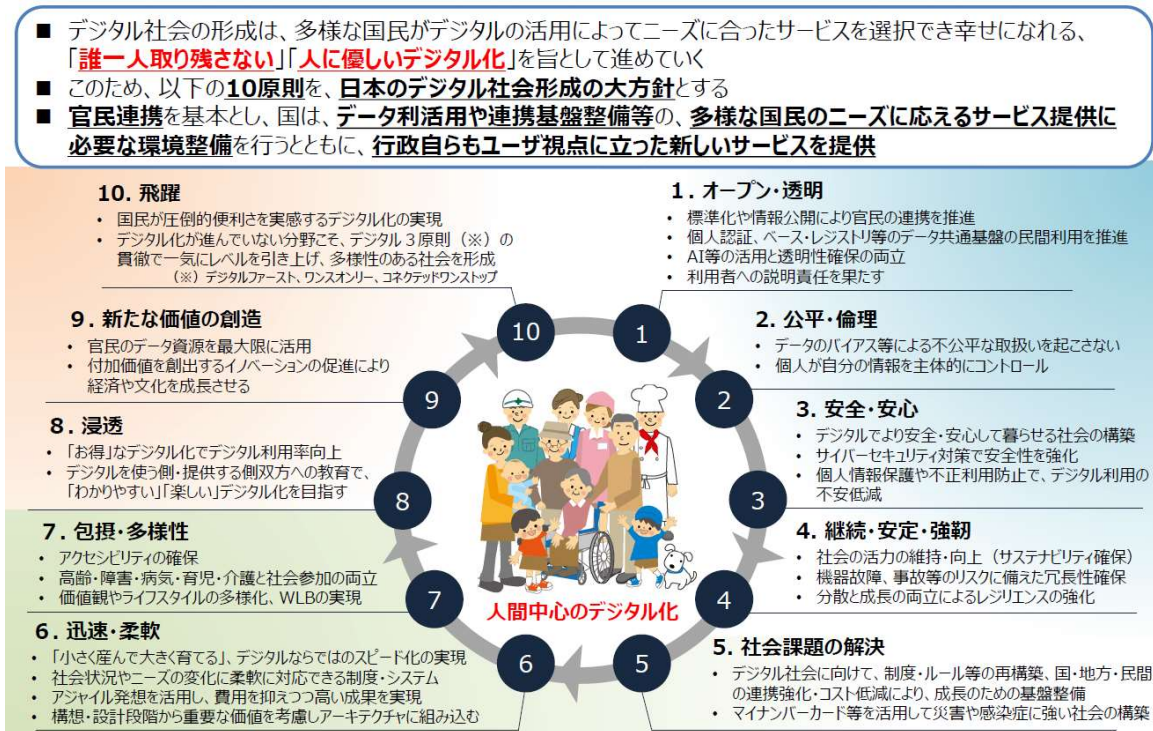 ■ デジタル社会の形成は、多様な国民がデジタルの活用によってニーズに合ったサービスを選択でき幸せになれる、
「誰一人取り残さない」「人に優しいデジタル化」を旨として進めていく
■ このため、以下の10原則を、日本のデジタル社会形成の大方針とする
■ 官民連携を基本とし、国は、データ利活用や連携基盤整備等の、多様な国民のニーズに応えるサービス提供に
必要な環境整備を行うとともに、行政自らもユーザ視点に立った新しいサービスを提供
1. オープン・透明
• 標準化や情報公開により官民の連携を推進
• 個人認証、ベース・レジストリ等のデータ共通基盤の民間利用を推進
• AI等の活用と透明性確保の両立
• 利用者への説明責任を果たす
2. 公平・倫理
• データのバイアス等による不公平な取扱いを起こさない
• 個人が自分の情報を主体的にコントロール
3. 安全・安心
• デジタルでより安全・安心して暮らせる社会の構築
• サイバーセキュリティ対策で安全性を強化
• 個人情報保護や不正利用防止で、デジタル利用の
不安低減
4. 継続・安定・強靭
• 社会の活力の維持・向上（サステナビリティ確保）
• 機器故障、事故等のリスクに備えた冗長性確保
• 分散と成長の両立によるレジリエンスの強化
5. 社会課題の解決
• デジタル社会に向けて、制度・ルール等の再構築、国・地方・民間
の連携強化・コスト低減により、成長のための基盤整備
• マイナンバーカード等を活用して災害や感染症に強い社会の構築
6. 迅速・柔軟
• 「小さく産んで大きく育てる」、デジタルならではのスピード化の実現
• 社会状況やニーズの変化に柔軟に対応できる制度・システム
• アジャイル発想を活用し、費用を抑えつつ高い成果を実現
• 構想・設計段階から重要な価値を考慮しアーキテクチャに組み込む
7. 包摂・多様性
• アクセシビリティの確保
• 高齢・障害・病気・育児・介護と社会参加の両立
• 価値観やライフスタイルの多様化、WLBの実現
8. 浸透
• 「お得」なデジタル化でデジタル利用率向上
• デジタルを使う側・提供する側双方への教育で、
「わかりやすい」「楽しい」デジタル化を目指す
9. 新たな価値の創造
• 官民のデータ資源を最大限に活用
• 付加価値を創出するイノベーションの促進により
経済や文化を成長させる
10. 飛躍
• 国民が圧倒的便利さを実感するデジタル化の実現
• デジタル化が進んでいない分野こそ、デジタル３原則（※）の
貫徹で一気にレベルを引き上げ、多様性のある社会を形成
（※）デジタルファースト、ワンスオンリー、コネクテッドワンストップ
1
2
3
4
5
6
7
8
9
10
人間中心のデジタル化